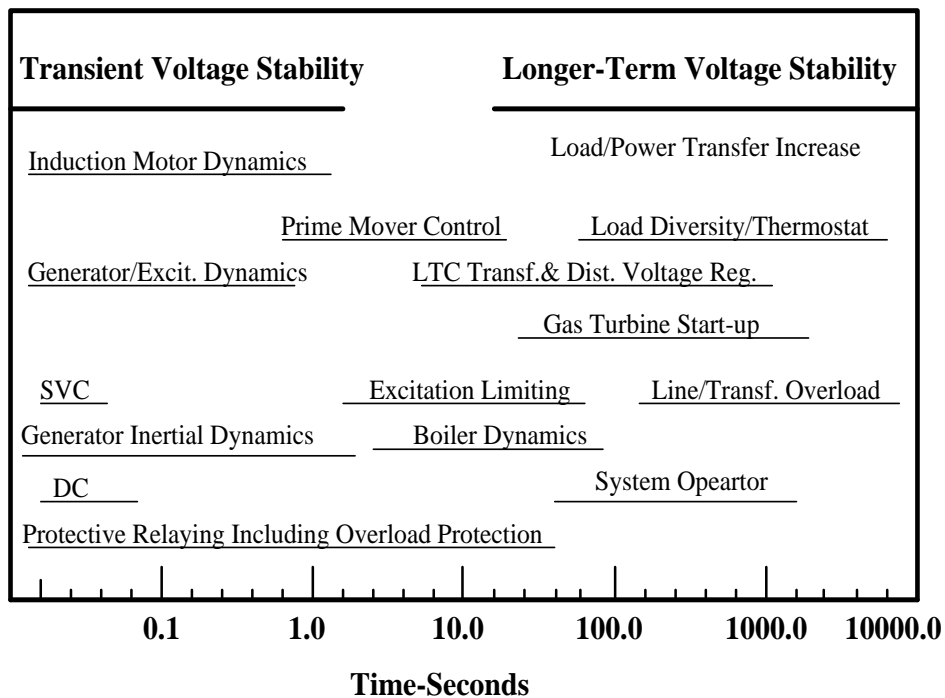 Transient Voltage Stability
Longer-Term Voltage Stability
Induction Motor Dynamics
Load/Power Transfer Increase
Prime Mover Control
Load Diversity/Thermostat
Generator/Excit. Dynamics
LTC Transf.& Dist. Voltage Reg.
Gas Turbine Start-up
SVC
Excitation Limiting
Line/Transf. Overload
Generator Inertial Dynamics
Boiler Dynamics
DC
System Opeartor
Protective Relaying Including Overload Protection
0.1 1.0 10.0 100.0 1000.0 10000.0
Time-Seconds